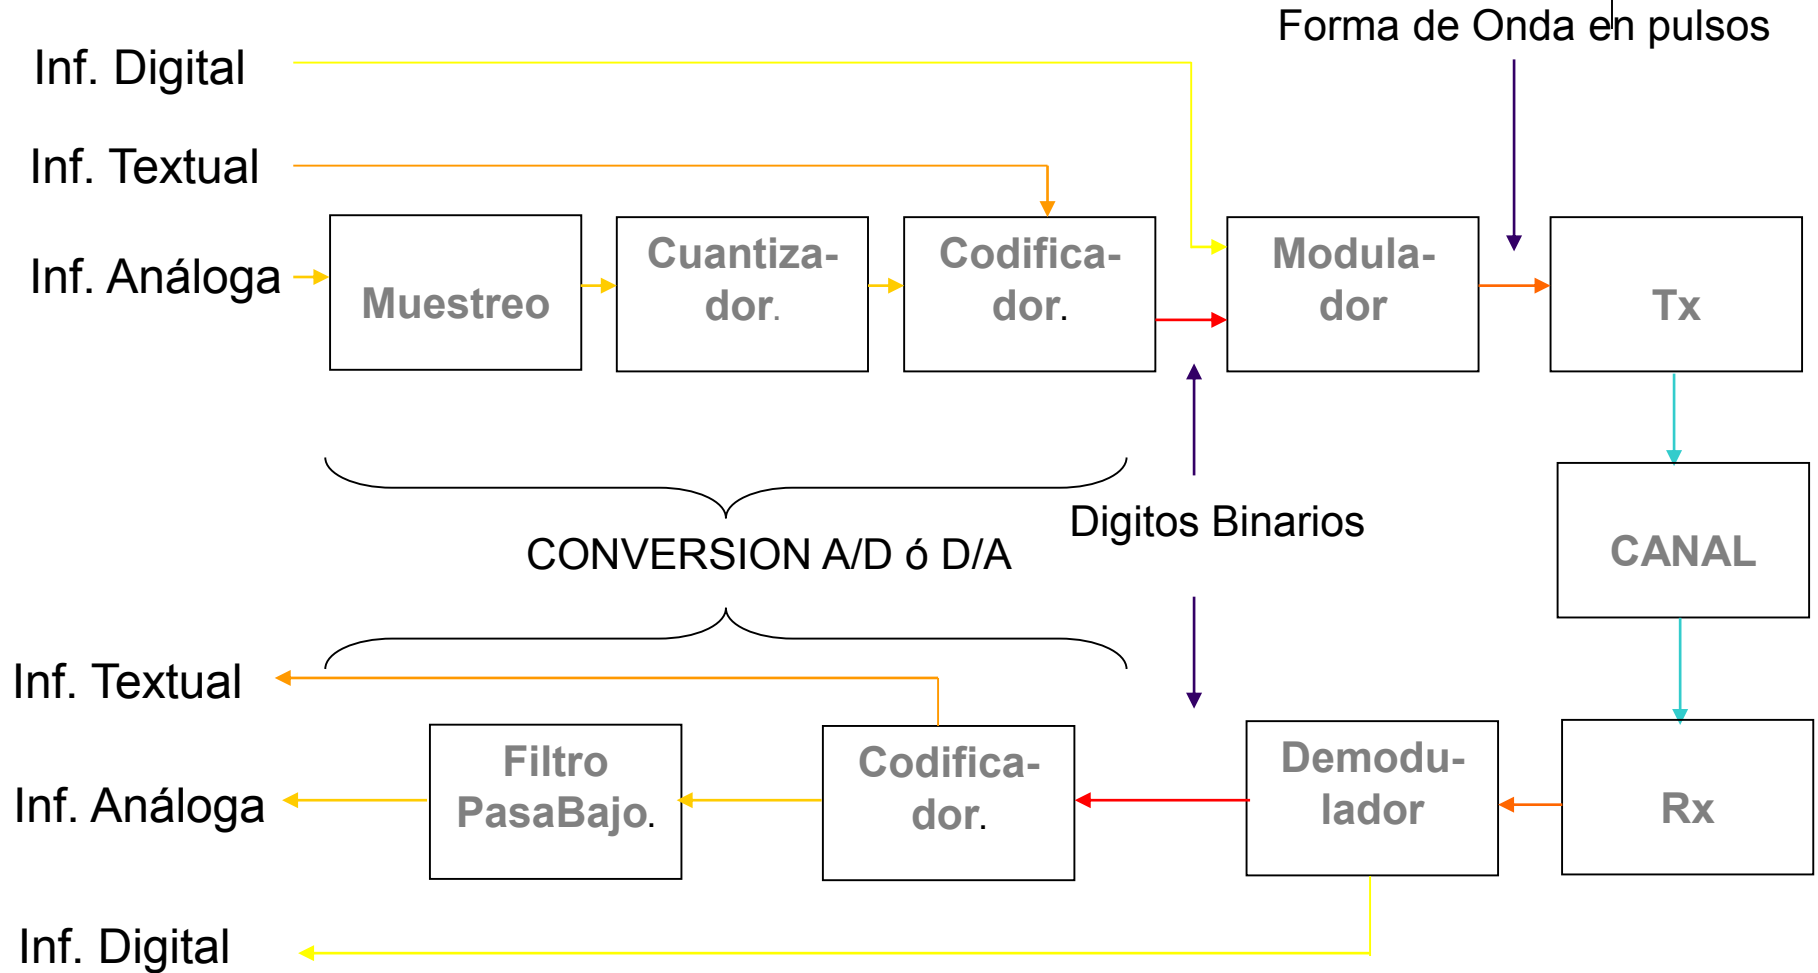 Forma de Onda en pulsos
Inf. Digital
Inf. Textual
Inf. Análoga
Muestreo
Cuantiza-
dor.
Codifica-
dor.
Modula-
dor
Tx
CONVERSION A/D ó D/A
Digitos Binarios
CANAL
Inf. Textual
Inf. Análoga
Filtro
PasaBajo.
Codifica-
dor.
Demodu-
lador
Rx
Inf. Digital